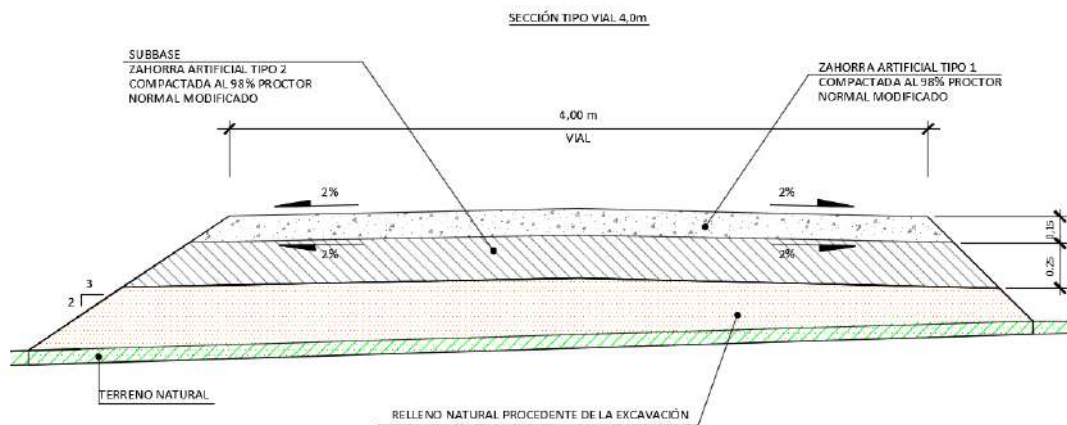 SECCIÓN TIPO VIAL 4,0m
SUBBASE
ZAHORRA ARTIFICIAL TIPO 2
COMPACTADA AL 98% PROCTOR
NORMAL MODIFICADO
ZAHORRA ARTIFICIAL TIPO 1
COMPACTADA AL 98% PROCTOR
NORMAL MODIFICADO
4,00 m
VIAL
2%
2%
0,15
2%
2%
0.25
3
2
TERRENO NATURAL
RELLENO NATURAL PROCEDENTE DE LA EXCAVACIÓN